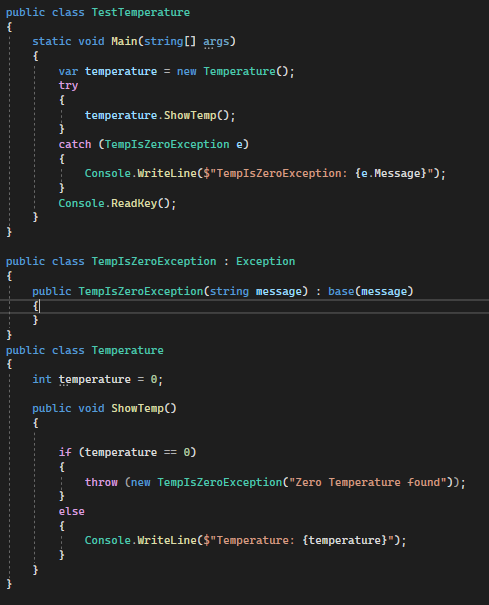 public class TestTemperature
{
    static void Main(string[] args)
    {
        var temperature = new Temperature();
        try
        {
            temperature.ShowTemp();
        }
        catch (TempIsZeroException e)
        {
            Console.WriteLine($"TempIsZeroException: {e.Message}");
        }
        Console.ReadKey();
    }
}

public class TempIsZeroException : Exception
{
    public TempIsZeroException(string message) : base(message)
    {
    }
}
public class Temperature
{
    int temperature = 0;

    public void ShowTemp()
    {

        if (temperature == 0)
        {
            throw (new TempIsZeroException("Zero Temperature found"));
        }
        else
        {
            Console.WriteLine($"Temperature: {temperature}");
        }
    }
}